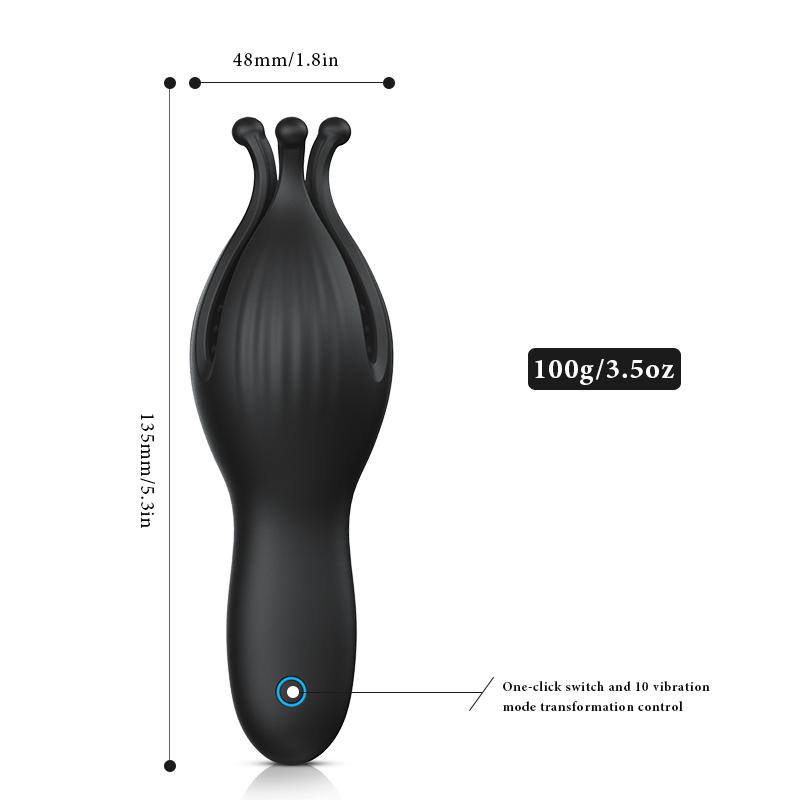 48mm/1.8in
135mm/5.3in
100g/3.5oz
One-click switch and 10 vibration
mode transformation control